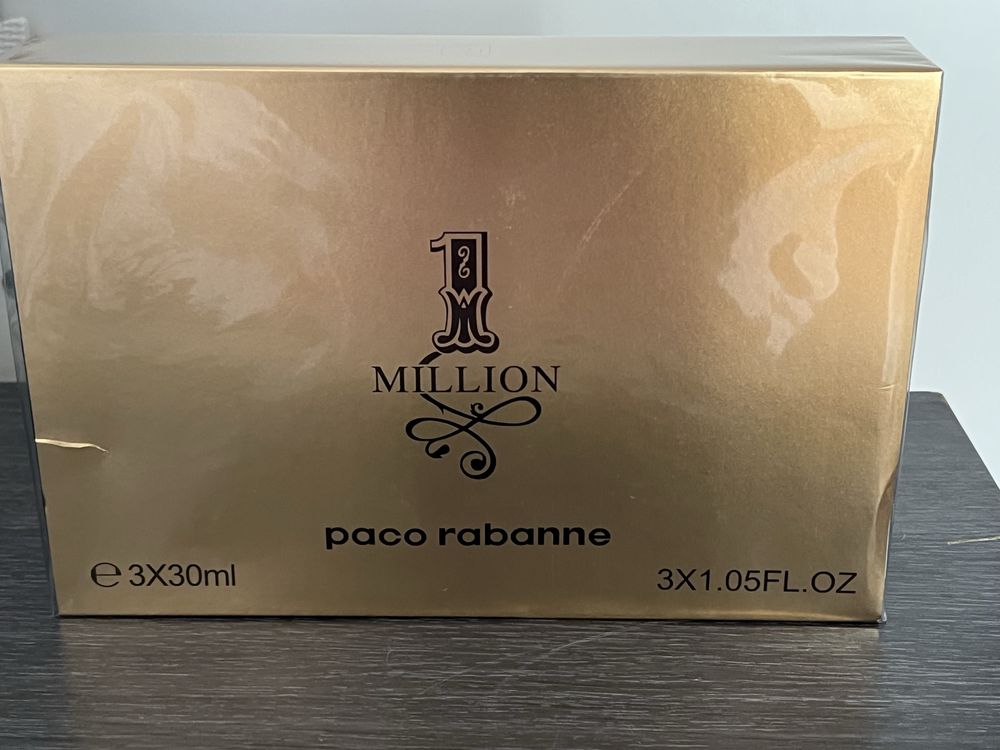 1
MILLION
paco rabanne
℮ 3X30ml
3X1.05FL.OZ